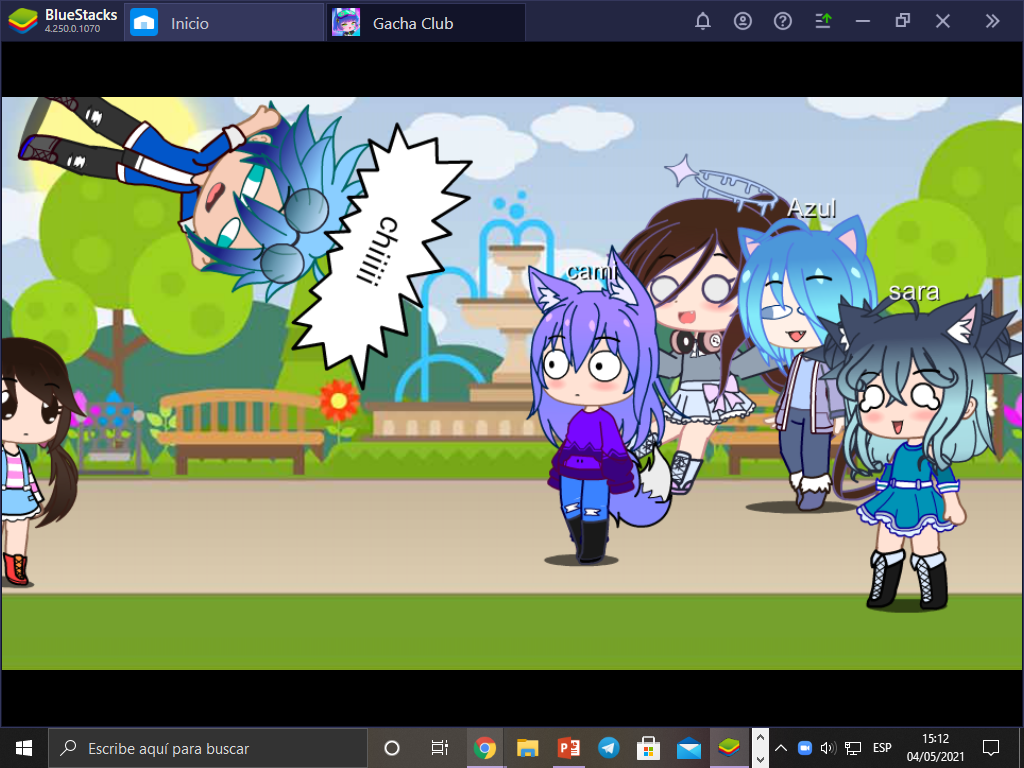 BlueStacks
4.250.0.1070
Inicio
Gacha Club
chiiiii
Azul
cami
sara
Escribe aquí para buscar
ESP
15:12
04/05/2021